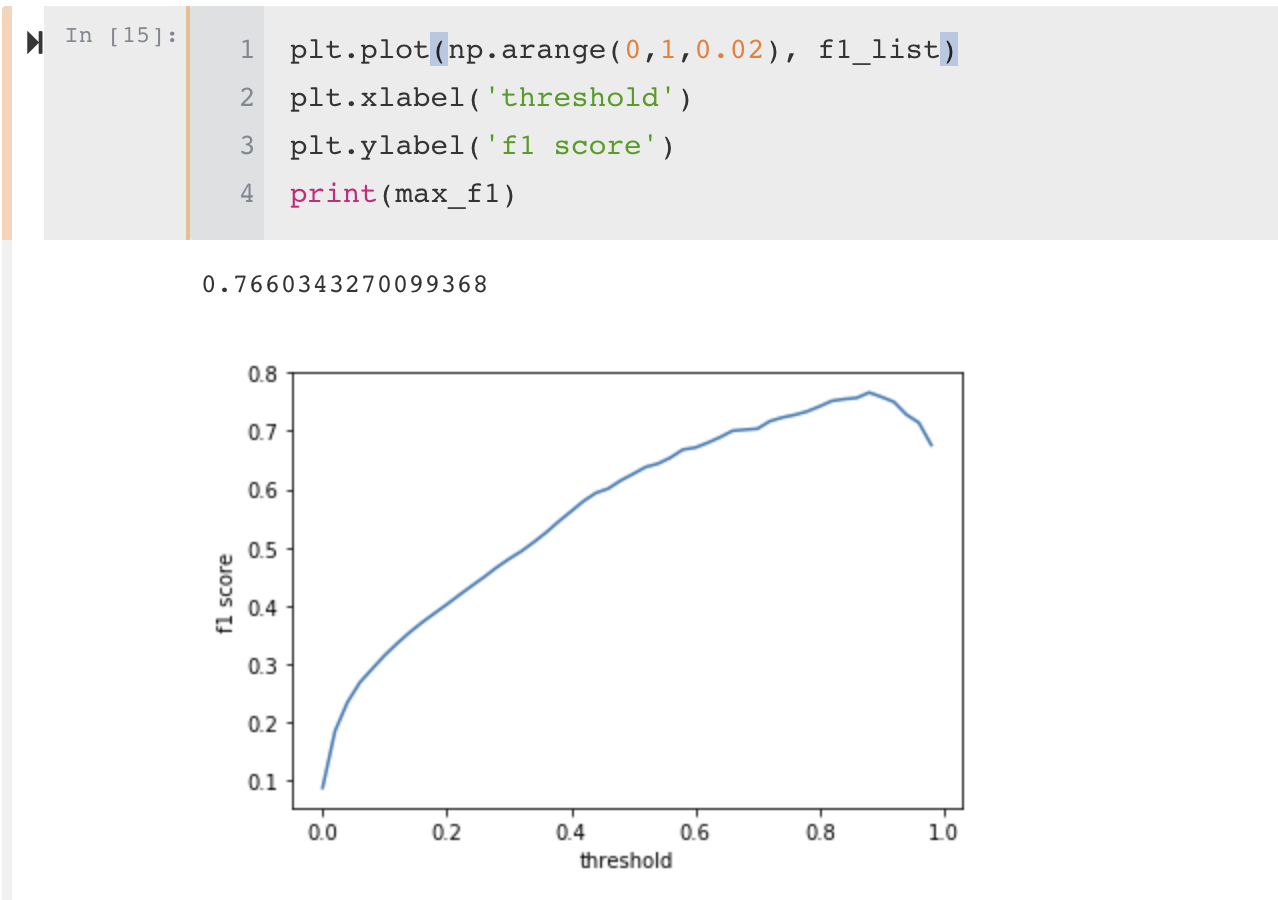 In [15]:
1 plt.plot(np.arange(0,1,0.02), f1_list)
2 plt.xlabel('threshold')
3 plt.ylabel('f1 score')
4 print(max_f1)
0.7660343270099368
0.8
0.7
0.6
0.5
0.4
0.3
0.2
0.1
f1 score
0.0 0.2 0.4 0.6 0.8 1.0
threshold